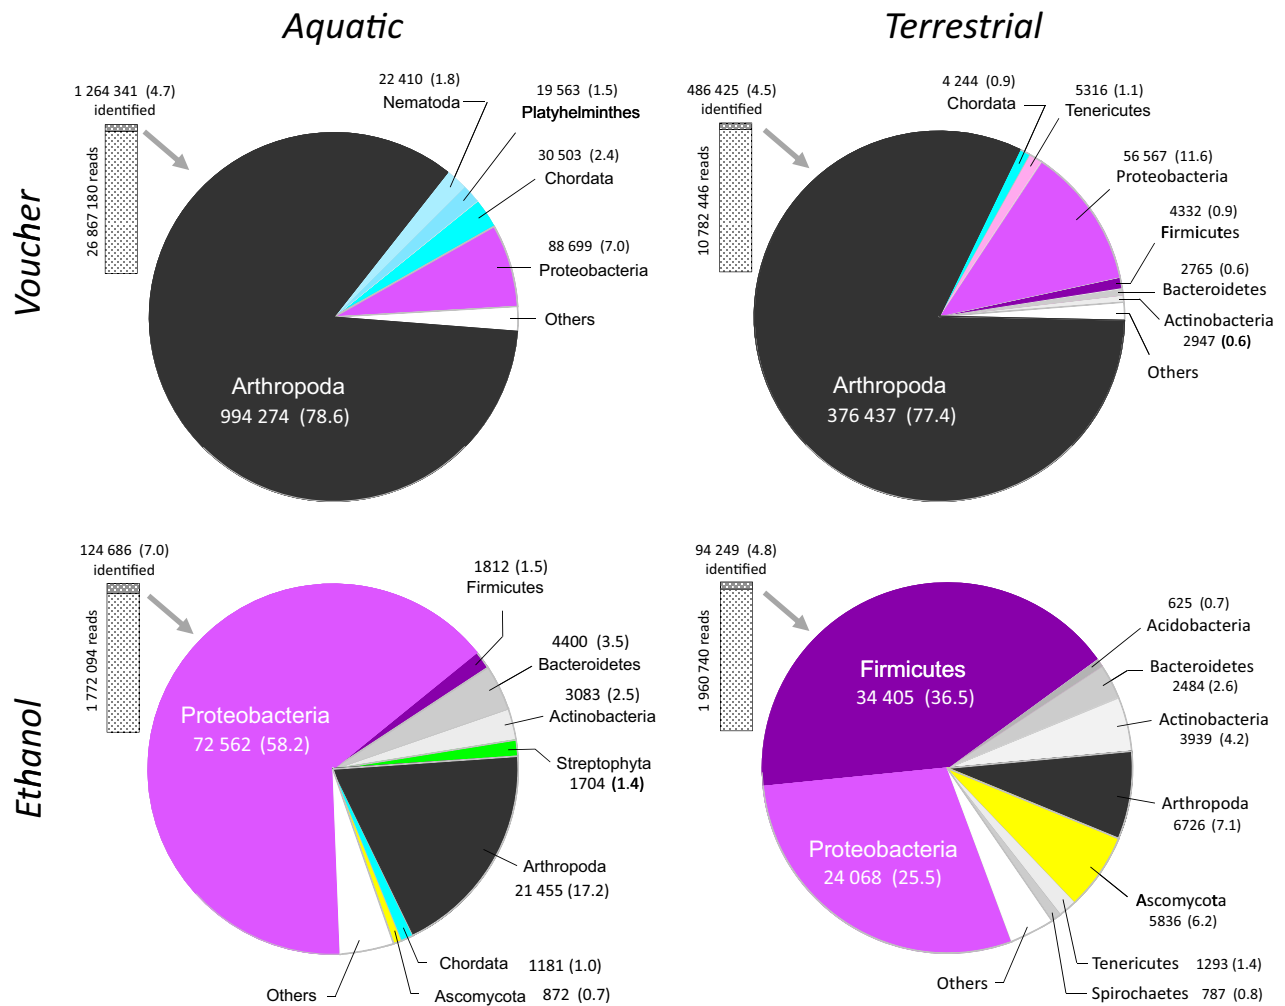 Aquatic
Terrestrial
Voucher
Ethanol
1 264 341 (4.7)
identified
26 867 180 reads
22 410 (1.8)
Nematoda
19 563 (1.5)
Platyhelminthes
30 503 (2.4)
Chordata
88 699 (7.0)
Proteobacteria
Others
Arthropoda
994 274 (78.6)
486 425 (4.5)
identified
10 782 446 reads
4 244 (0.9)
Chordata
5316 (1.1)
Tenericutes
56 567 (11.6)
Proteobacteria
4332 (0.9)
Firmicutes
2765 (0.6)
Bacteroidetes
Actinobacteria
2947 (0.6)
Others
Arthropoda
376 437 (77.4)
124 686 (7.0)
identified
1 772 094 reads
1812 (1.5)
Firmicutes
4400 (3.5)
Bacteroidetes
3083 (2.5)
Actinobacteria
Streptophyta
1704 (1.4)
Proteobacteria
72 562 (58.2)
Arthropoda
21 455 (17.2)
Chordata 1181 (1.0)
Ascomycota 872 (0.7)
Others
94 249 (4.8)
identified
1 960 740 reads
625 (0.7)
Acidobacteria
Bacteroidetes
2484 (2.6)
Actinobacteria
3939 (4.2)
Firmicutes
34 405 (36.5)
Arthropoda
6726 (7.1)
Proteobacteria
24 068 (25.5)
Ascomycota
5836 (6.2)
Tenericutes 1293 (1.4)
Others
Spirochaetes 787 (0.8)